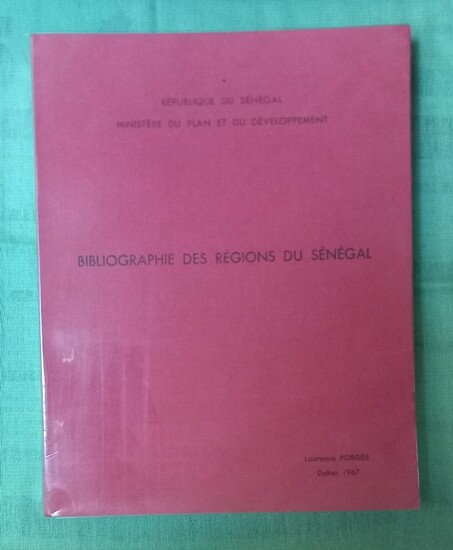 RÉPUBLIQUE DU SÉNÉGAL
MINISTÈRE DU PLAN ET DU DÉVELOPPEMENT
BIBLIOGRAPHIE DES RÉGIONS DU SÉNÉGAL
Laurence PORGES
Dakar 1967